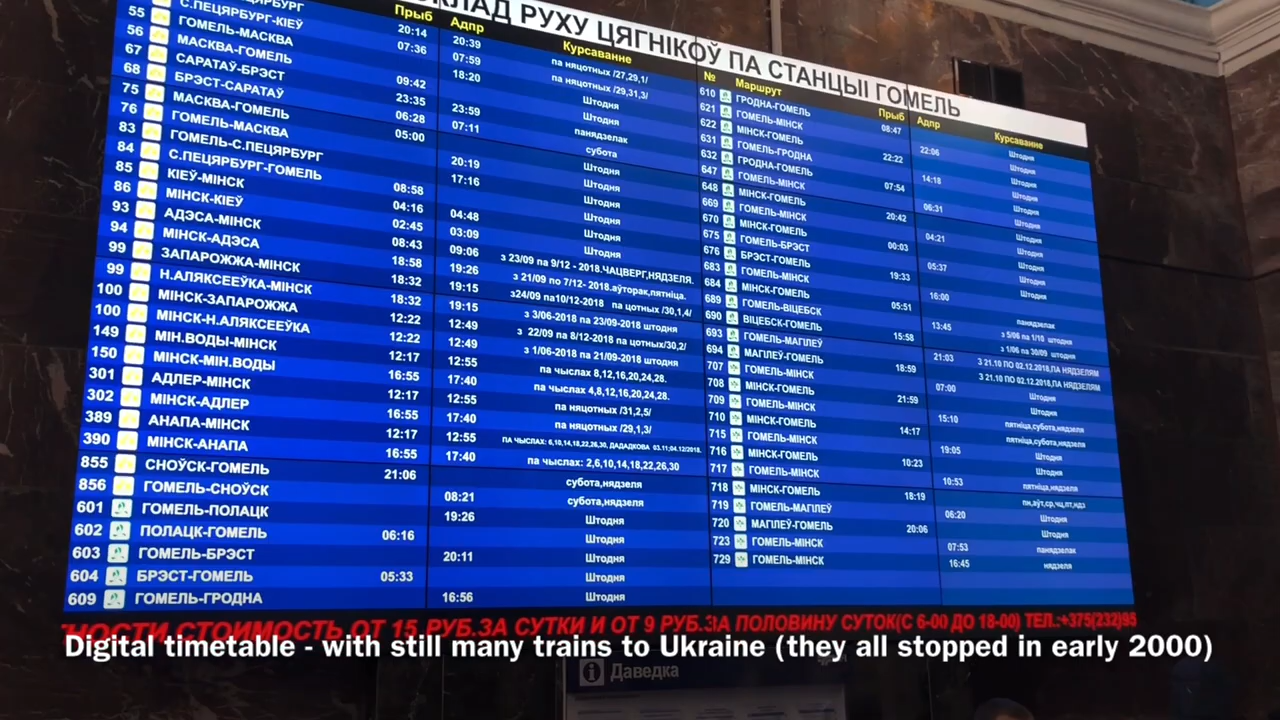 КЛАД РУХУ ЦЯГНІКОЎ ПА СТАНЦЫІ ГОМЕЛЬ
Прыб Адпр Курсаванне
20:14 20:39 па няцотных /27,29,1/
С.ПЕЦЯРБУРГ-КІЕЎ 07:36 07:59 па няцотных /29,31,3/
55 ГОМЕЛЬ-МАСКВА 18:20 Штодня
56 МАСКВА-ГОМЕЛЬ 09:42 Штодня
67 САРАТАЎ-БРЭСТ 23:35 23:59 панядзелак
68 БРЭСТ-САРАТАЎ 06:28 07:11 субота
75 МАСКВА-ГОМЕЛЬ 05:00 Штодня
76 ГОМЕЛЬ-МАСКВА 20:19 Штодня
83 ГОМЕЛЬ-С.ПЕЦЯРБУРГ 17:16 Штодня
84 С.ПЕЦЯРБУРГ-ГОМЕЛЬ 08:58 Штодня
85 КІЕЎ-МІНСК 04:16 04:48 Штодня
86 МІНСК-КІЕЎ 02:45 03:09 Штодня
93 АДЭСА-МІНСК 08:43 09:06 з 23/09 па 9/12 - 2018.ЧАЦВЕРГ,НЯДЗЕЛЯ.
94 МІНСК-АДЭСА 18:58 19:26 з 21/09 по 7/12- 2018.аўторак,пятніца.
99 ЗАПАРОЖЖА-МІНСК 18:32 19:15 з24/09 па10/12-2018 па цотных /30,1,4/
99 Н.АЛЯКСЕЕЎКА-МІНСК 18:32 19:15 з 3/06-2018 па 23/09-2018 штодня
100 МІНСК-ЗАПАРОЖЖА 12:22 12:49 з 22/09 па 8/12-2018 па цотных/30,2/
100 МІНСК-Н.АЛЯКСЕЕЎКА 12:22 12:49 з 1/06-2018 па 21/09-2018 штодня
149 МІН.ВОДЫ-МІНСК 12:17 12:55 па чыслах 8,12,16,20,24,28.
150 МІНСК-МІН.ВОДЫ 16:55 17:40 па чыслах 4,8,12,16,20,24,28.
301 АДЛЕР-МІНСК 12:17 12:55 па няцотных /31,2,5/
302 МІНСК-АДЛЕР 16:55 17:40 па няцотных /29,1,3/
389 АНАПА-МІНСК 12:17 12:55 ПА ЧЫСЛАХ: 6,10,14,18,22,26,30, ДАДАДКОВА 03.11;04.12/2018.
390 МІНСК-АНАПА 16:55 17:40 па чыслах: 2,6,10,14,18,22,26,30
855 СНОЎСК-ГОМЕЛЬ 21:06 субота,нядзеля
856 ГОМЕЛЬ-СНОЎСК 08:21 субота,нядзеля
601 ГОМЕЛЬ-ПОЛАЦК 19:26 Штодня
602 ПОЛАЦК-ГОМЕЛЬ 06:16 Штодня
603 ГОМЕЛЬ-БРЭСТ 20:11 Штодня
604 БРЭСТ-ГОМЕЛЬ 05:33 Штодня
609 ГОМЕЛЬ-ГРОДНА 16:56 Штодня
№ Маршрут Прыб Адпр Курсаванне
610 ГРОДНА-ГОМЕЛЬ 08:47 Штодня
621 ГОМЕЛЬ-МІНСК 22:06 Штодня
622 МІНСК-ГОМЕЛЬ 22:22 Штодня
631 ГОМЕЛЬ-ГРОДНА 14:18 Штодня
632 ГРОДНА-ГОМЕЛЬ 07:54 Штодня
647 ГОМЕЛЬ-МІНСК 06:31 Штодня
648 МІНСК-ГОМЕЛЬ 20:42 Штодня
669 ГОМЕЛЬ-МІНСК 04:21 Штодня
670 МІНСК-ГОМЕЛЬ 00:03 Штодня
675 ГОМЕЛЬ-БРЭСТ 05:37 Штодня
676 БРЭСТ-ГОМЕЛЬ 19:33 Штодня
683 ГОМЕЛЬ-МІНСК 16:00
684 МІНСК-ГОМЕЛЬ 05:51 панядзелак
689 ГОМЕЛЬ-ВІЦЕБСК 13:45 з 5/06 па 1/10 штодня
690 ВІЦЕБСК-ГОМЕЛЬ 15:58 з 1/06 па 30/09 штодня
693 ГОМЕЛЬ-МАГІЛЕЎ 21:03 З 21.10 ПО 02.12.2018,ПА НЯДЗЕЛЯМ
694 МАГІЛЕЎ-ГОМЕЛЬ 18:59 З 21.10 ПО 02.12.2018,ПА НЯДЗЕЛЯМ
707 ГОМЕЛЬ-МІНСК 07:00 Штодня
708 МІНСК-ГОМЕЛЬ 21:59 Штодня
709 ГОМЕЛЬ-МІНСК 15:10 пятніца,субота,нядзеля
710 МІНСК-ГОМЕЛЬ 14:17 пятніца,субота,нядзеля
715 ГОМЕЛЬ-МІНСК 19:05 Штодня
716 МІНСК-ГОМЕЛЬ 10:23 Штодня
717 ГОМЕЛЬ-МІНСК 10:53 пятніца,нядзеля
718 МІНСК-ГОМЕЛЬ 18:19 пн,аўт,ср,чц,пт,ндз
719 ГОМЕЛЬ-МАГІЛЕЎ 06:20 Штодня
720 МАГІЛЕЎ-ГОМЕЛЬ 20:06 Штодня
723 ГОМЕЛЬ-МІНСК 07:53 панядзелак
729 ГОМЕЛЬ-МІНСК 16:45 нядзеля
НОСТИ.СТОИМОСТЬ ОТ 15 РУБ.ЗА СУТКИ И ОТ 9 РУБ.ЗА ПОЛОВИНУ СУТОК(С 6-00 ДО 18-00) ТЕЛ.:+375(232)95
Digital timetable - with still many trains to Ukraine (they all stopped in early 2000)
Даведка